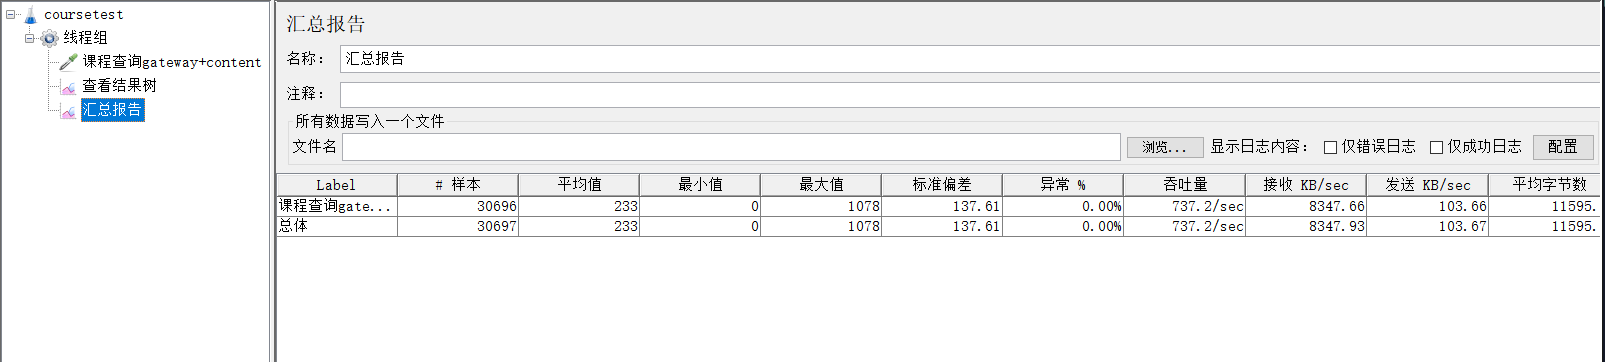 coursetest
线程组
课程查询gateway+content
查看结果树
汇总报告
汇总报告
名称： 汇总报告
注释：
所有数据写入一个文件
文件名 浏览... 显示日志内容： 仅错误日志 仅成功日志 配置
Label # 样本 平均值 最小值 最大值 标准偏差 异常 % 吞吐量 接收 KB/sec 发送 KB/sec 平均字节数
课程查询gate... 30696 233 0 1078 137.61 0.00% 737.2/sec 8347.66 103.66 11595.
总体 30697 233 0 1078 137.61 0.00% 737.2/sec 8347.93 103.67 11595.